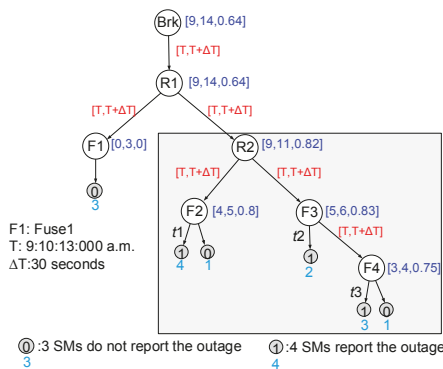 Brk [9,14,0.64]
[T,T+ΔT]
R1 [9,14,0.64]
[T,T+ΔT] [T,T+ΔT]
F1 [0,3,0] R2 [9,11,0.82]
[T,T+ΔT] [T,T+ΔT]
0
3
F2 [4,5,0.8] F3 [5,6,0.83]
t1 t2 [T,T+ΔT]
1 0 1
4 1 2
F4 [3,4,0.75]
t3
1 0
3 1
F1: Fuse1
T: 9:10:13:000 a.m.
ΔT:30 seconds
0 :3 SMs do not report the outage
3
1 :4 SMs report the outage
4